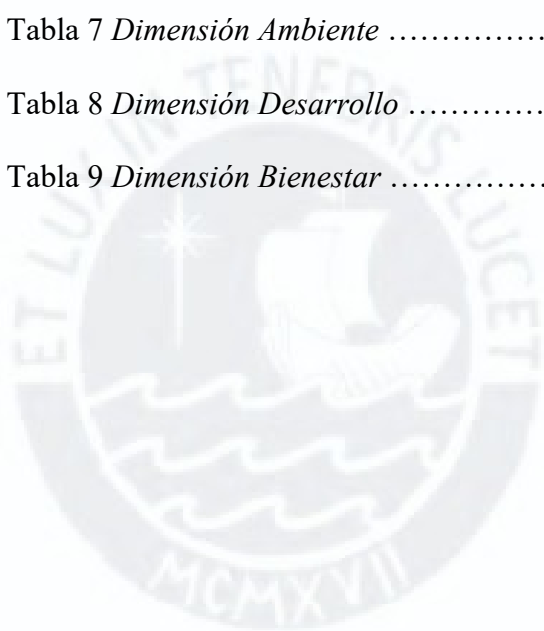 Tabla 7 Dimensión Ambiente ……………
Tabla 8 Dimensión Desarrollo ……………
Tabla 9 Dimensión Bienestar ……………
ET LUX IN TENEBRIS LUCET
MCMXVII